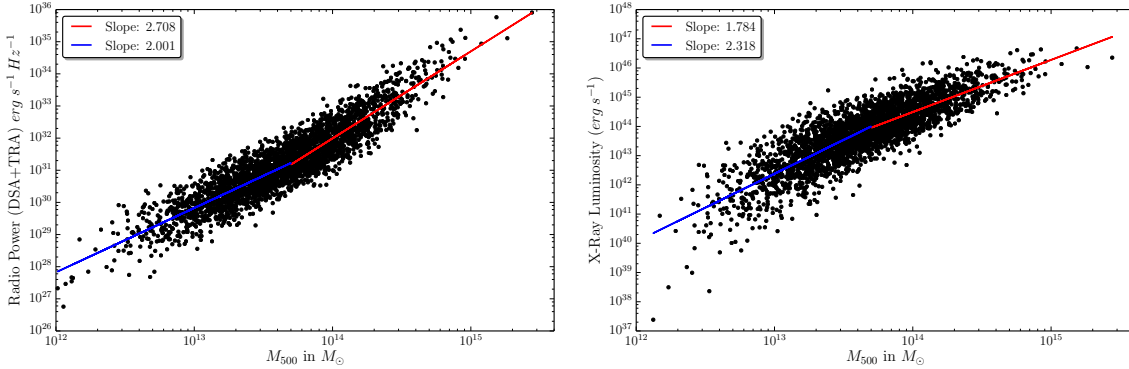 Radio Power (DSA+TRA) erg s⁻¹ Hz⁻¹
10³⁶
10³⁵
10³⁴
10³³
10³²
10³¹
10³⁰
10²⁹
10²⁸
10²⁷
10²⁶
Slope: 2.708
Slope: 2.001
10¹² 10¹³ 10¹⁴ 10¹⁵
M₅₀₀ in M☉
X-Ray Luminosity (erg s⁻¹)
10⁴⁸
10⁴⁷
10⁴⁶
10⁴⁵
10⁴⁴
10⁴³
10⁴²
10⁴¹
10⁴⁰
10³⁹
10³⁸
10³⁷
Slope: 1.784
Slope: 2.318
10¹² 10¹³ 10¹⁴ 10¹⁵
M₅₀₀ in M☉